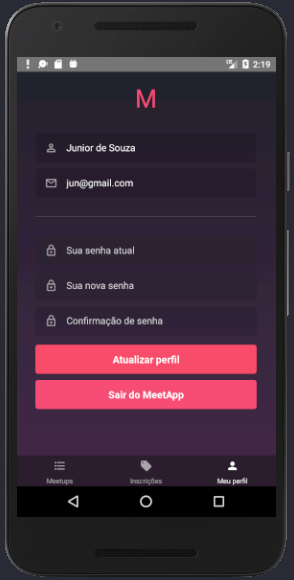 2:19
M
Junior de Souza
jun@gmail.com
Sua senha atual
Sua nova senha
Confirmação de senha
Atualizar perfil
Sair do MeetApp
Meetups
Inscrições
Meu perfil